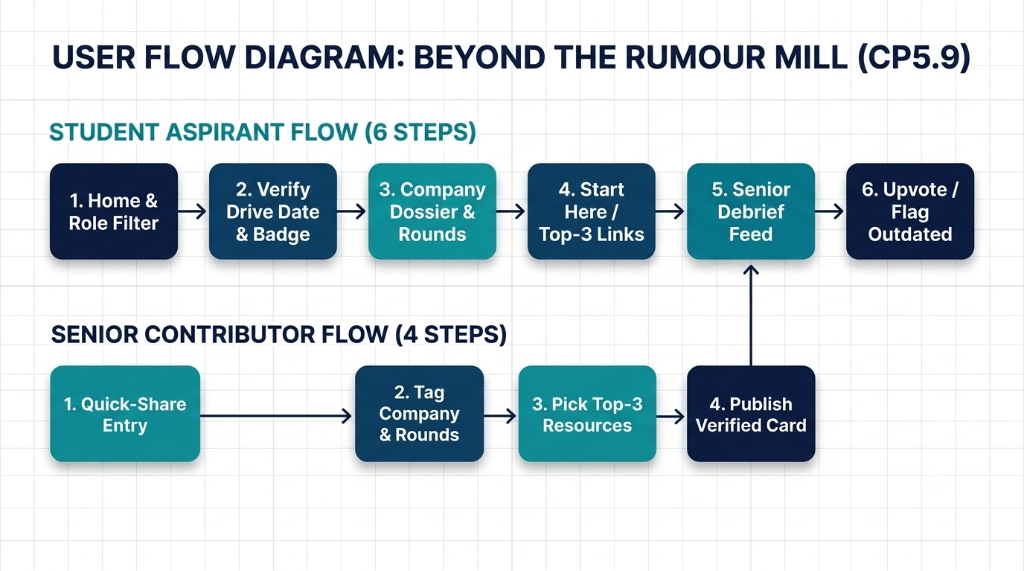 USER FLOW DIAGRAM: BEYOND THE RUMOUR MILL (CP5.9)
STUDENT ASPIRANT FLOW (6 STEPS)
1. Home &
Role Filter
2. Verify
Drive Date
& Badge
3. Company
Dossier &
Rounds
4. Start
Here /
Top-3 Links
5. Senior
Debrief
Feed
6. Upvote /
Flag
Outdated
SENIOR CONTRIBUTOR FLOW (4 STEPS)
1. Quick-Share
Entry
2. Tag
Company
& Rounds
3. Pick Top-3
Resources
4. Publish
Verified Card